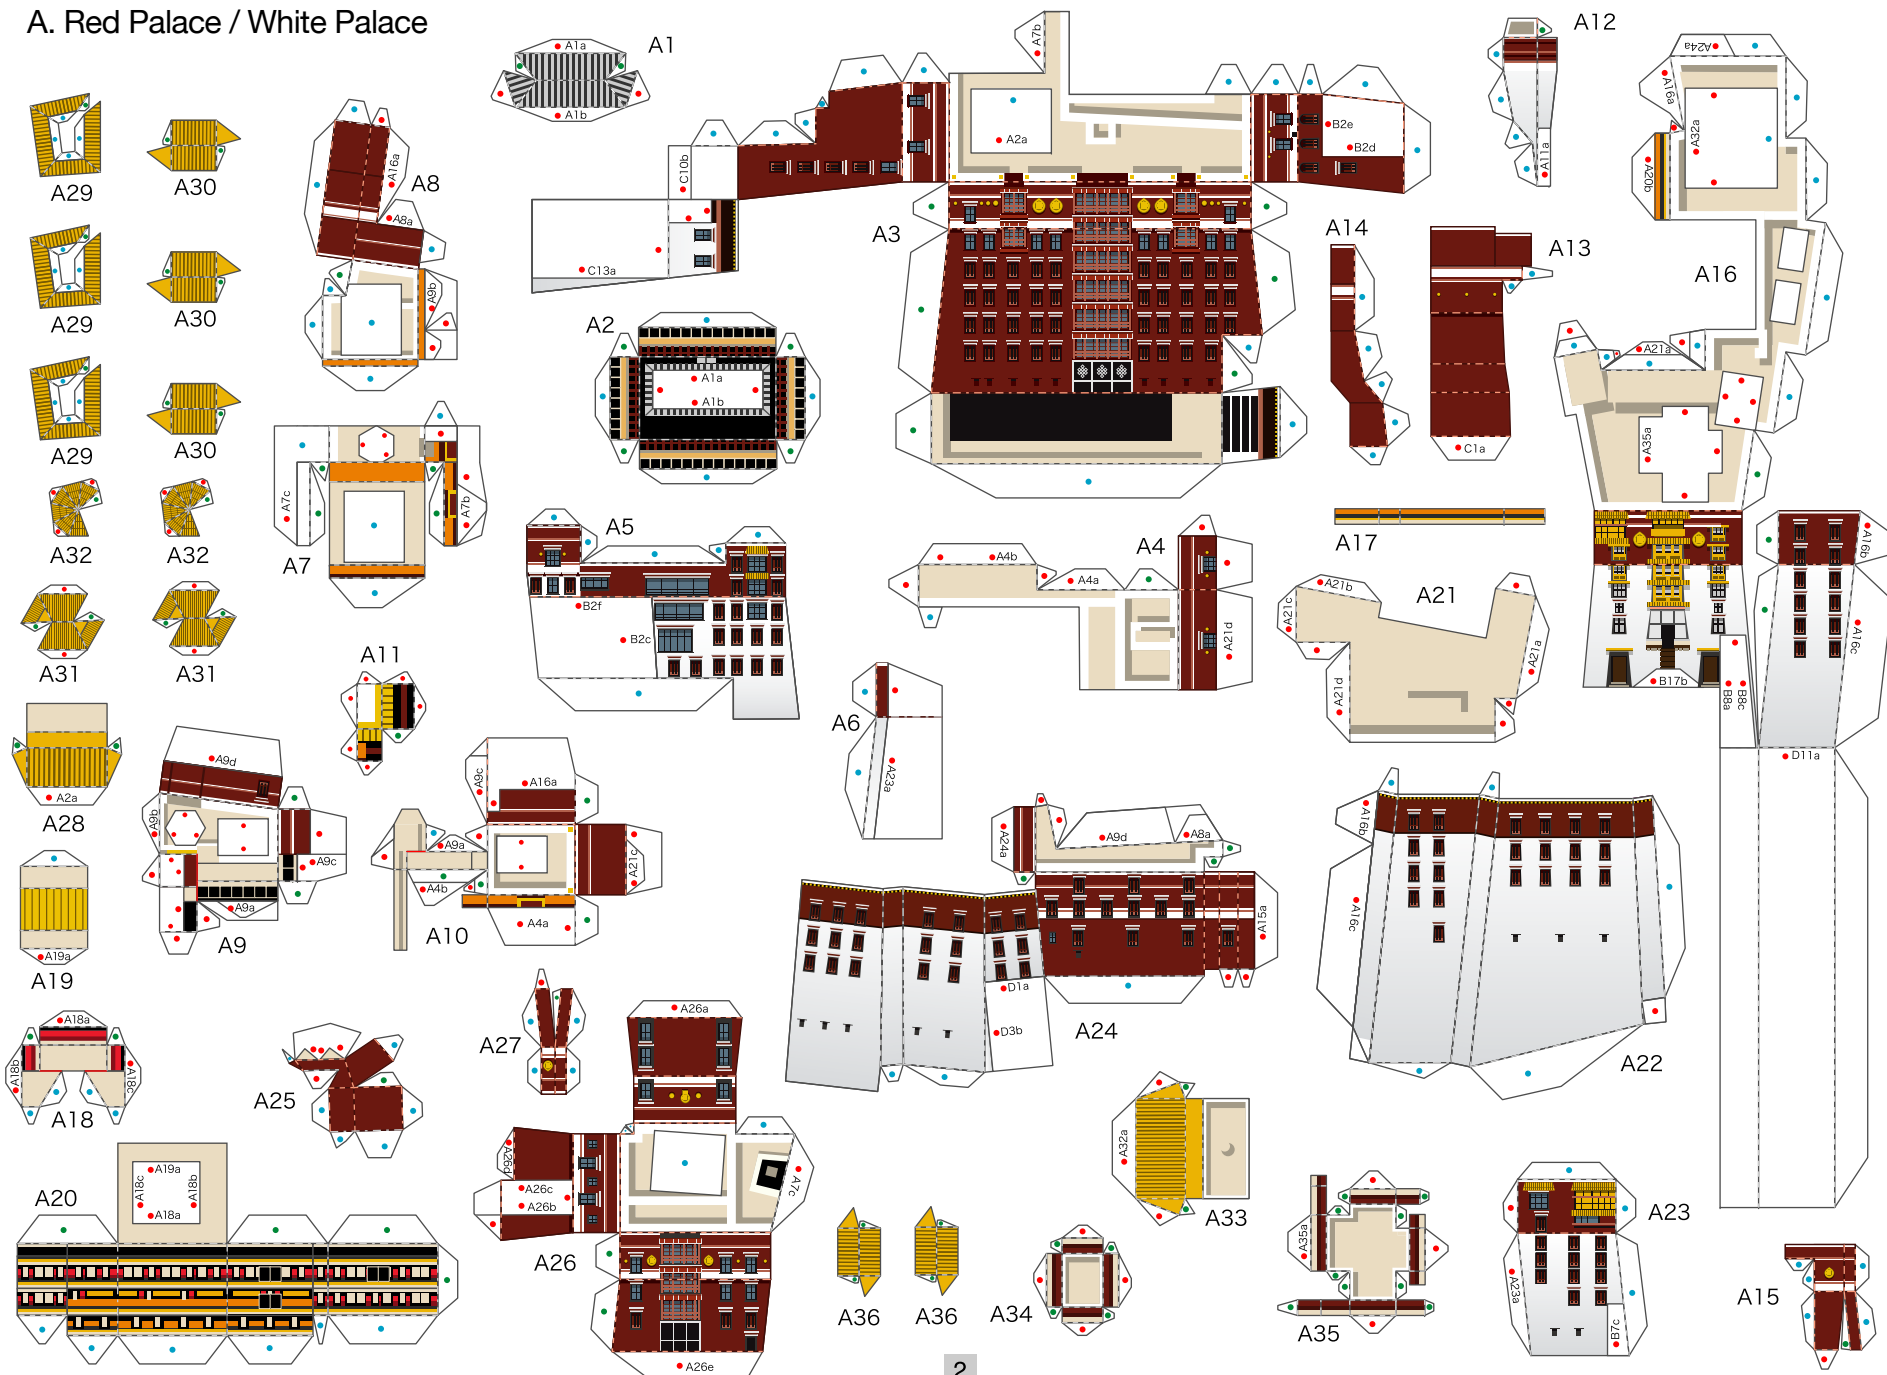 A. Red Palace / White Palace
A1
A1a
A1b
A12
A11a
A24a
A16a
A32a
A20b
A16
A29
A30
A29
A30
A29
A30
A32
A32
A31
A31
A8
A16a
A8a
A9b
A3
A7b
A2a
B2e
B2d
C10b
C13a
A2
A1a
A1b
A14
A13
C1a
A21a
A35a
A7
A7c
A7b
A5
B2f
B2c
A4
A4b
A4a
A21d
A17
A21
A21b
A21c
A21d
A21a
A16b
A16c
B17b
B8a
B8c
D11a
A11
A6
A23a
A28
A2a
A9
A9d
A9b
A9c
A9a
A10
A9c
A16a
A9a
A4b
A4a
A21c
A19
A19a
A24
A24a
A9d
A8a
A15a
D1a
D3b
A22
A16b
A16c
A18
A18a
A18b
A18c
A25
A27
A26
A26a
A26d
A26c
A26b
A7c
A26e
A20
A19a
A18c
A18b
A18a
A33
A32a
A36
A36
A34
A35
A35a
A23
A23a
B7c
A15
2